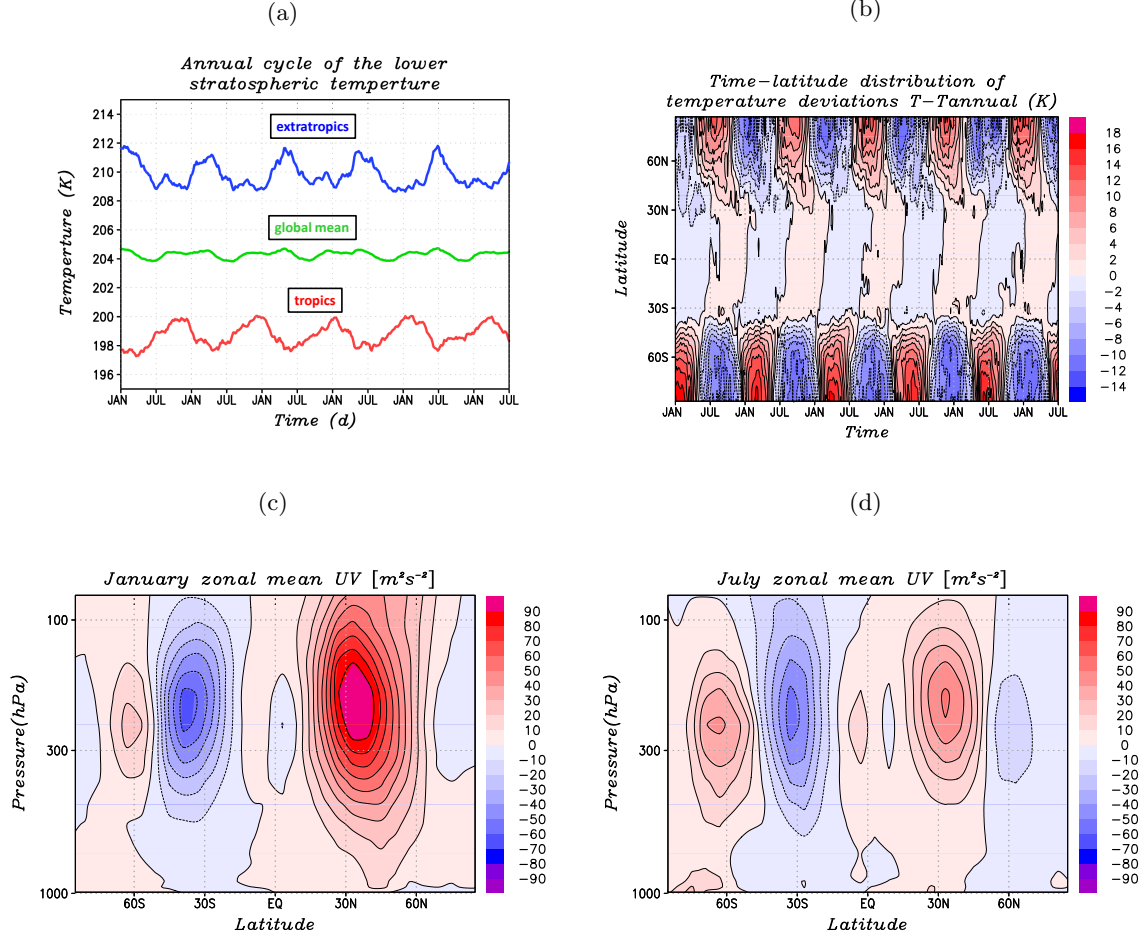 (a)
Annual cycle of the lower
stratospheric temperture
214
212
210
208
206
204
202
200
198
196
extratropics
global mean
tropics
Temperture (K)
JAN JUL JAN JUL JAN JUL JAN JUL JAN JUL JAN JUL
Time (d)
(b)
Time-latitude distribution of
temperature deviations T-Tannual (K)
60N
30N
EQ
30S
60S
Latitude
JAN JUL JAN JUL JAN JUL JAN JUL JAN JUL JAN JUL
Time
18
16
14
12
10
8
6
4
2
0
-2
-4
-6
-8
-10
-12
-14
(c)
January zonal mean UV [m²s⁻²]
100
300
1000
Pressure(hPa)
60S 30S EQ 30N 60N
Latitude
90
80
70
60
50
40
30
20
10
0
-10
-20
-30
-40
-50
-60
-70
-80
-90
(d)
July zonal mean UV [m²s⁻²]
100
300
1000
Pressure(hPa)
60S 30S EQ 30N 60N
Latitude
90
80
70
60
50
40
30
20
10
0
-10
-20
-30
-40
-50
-60
-70
-80
-90